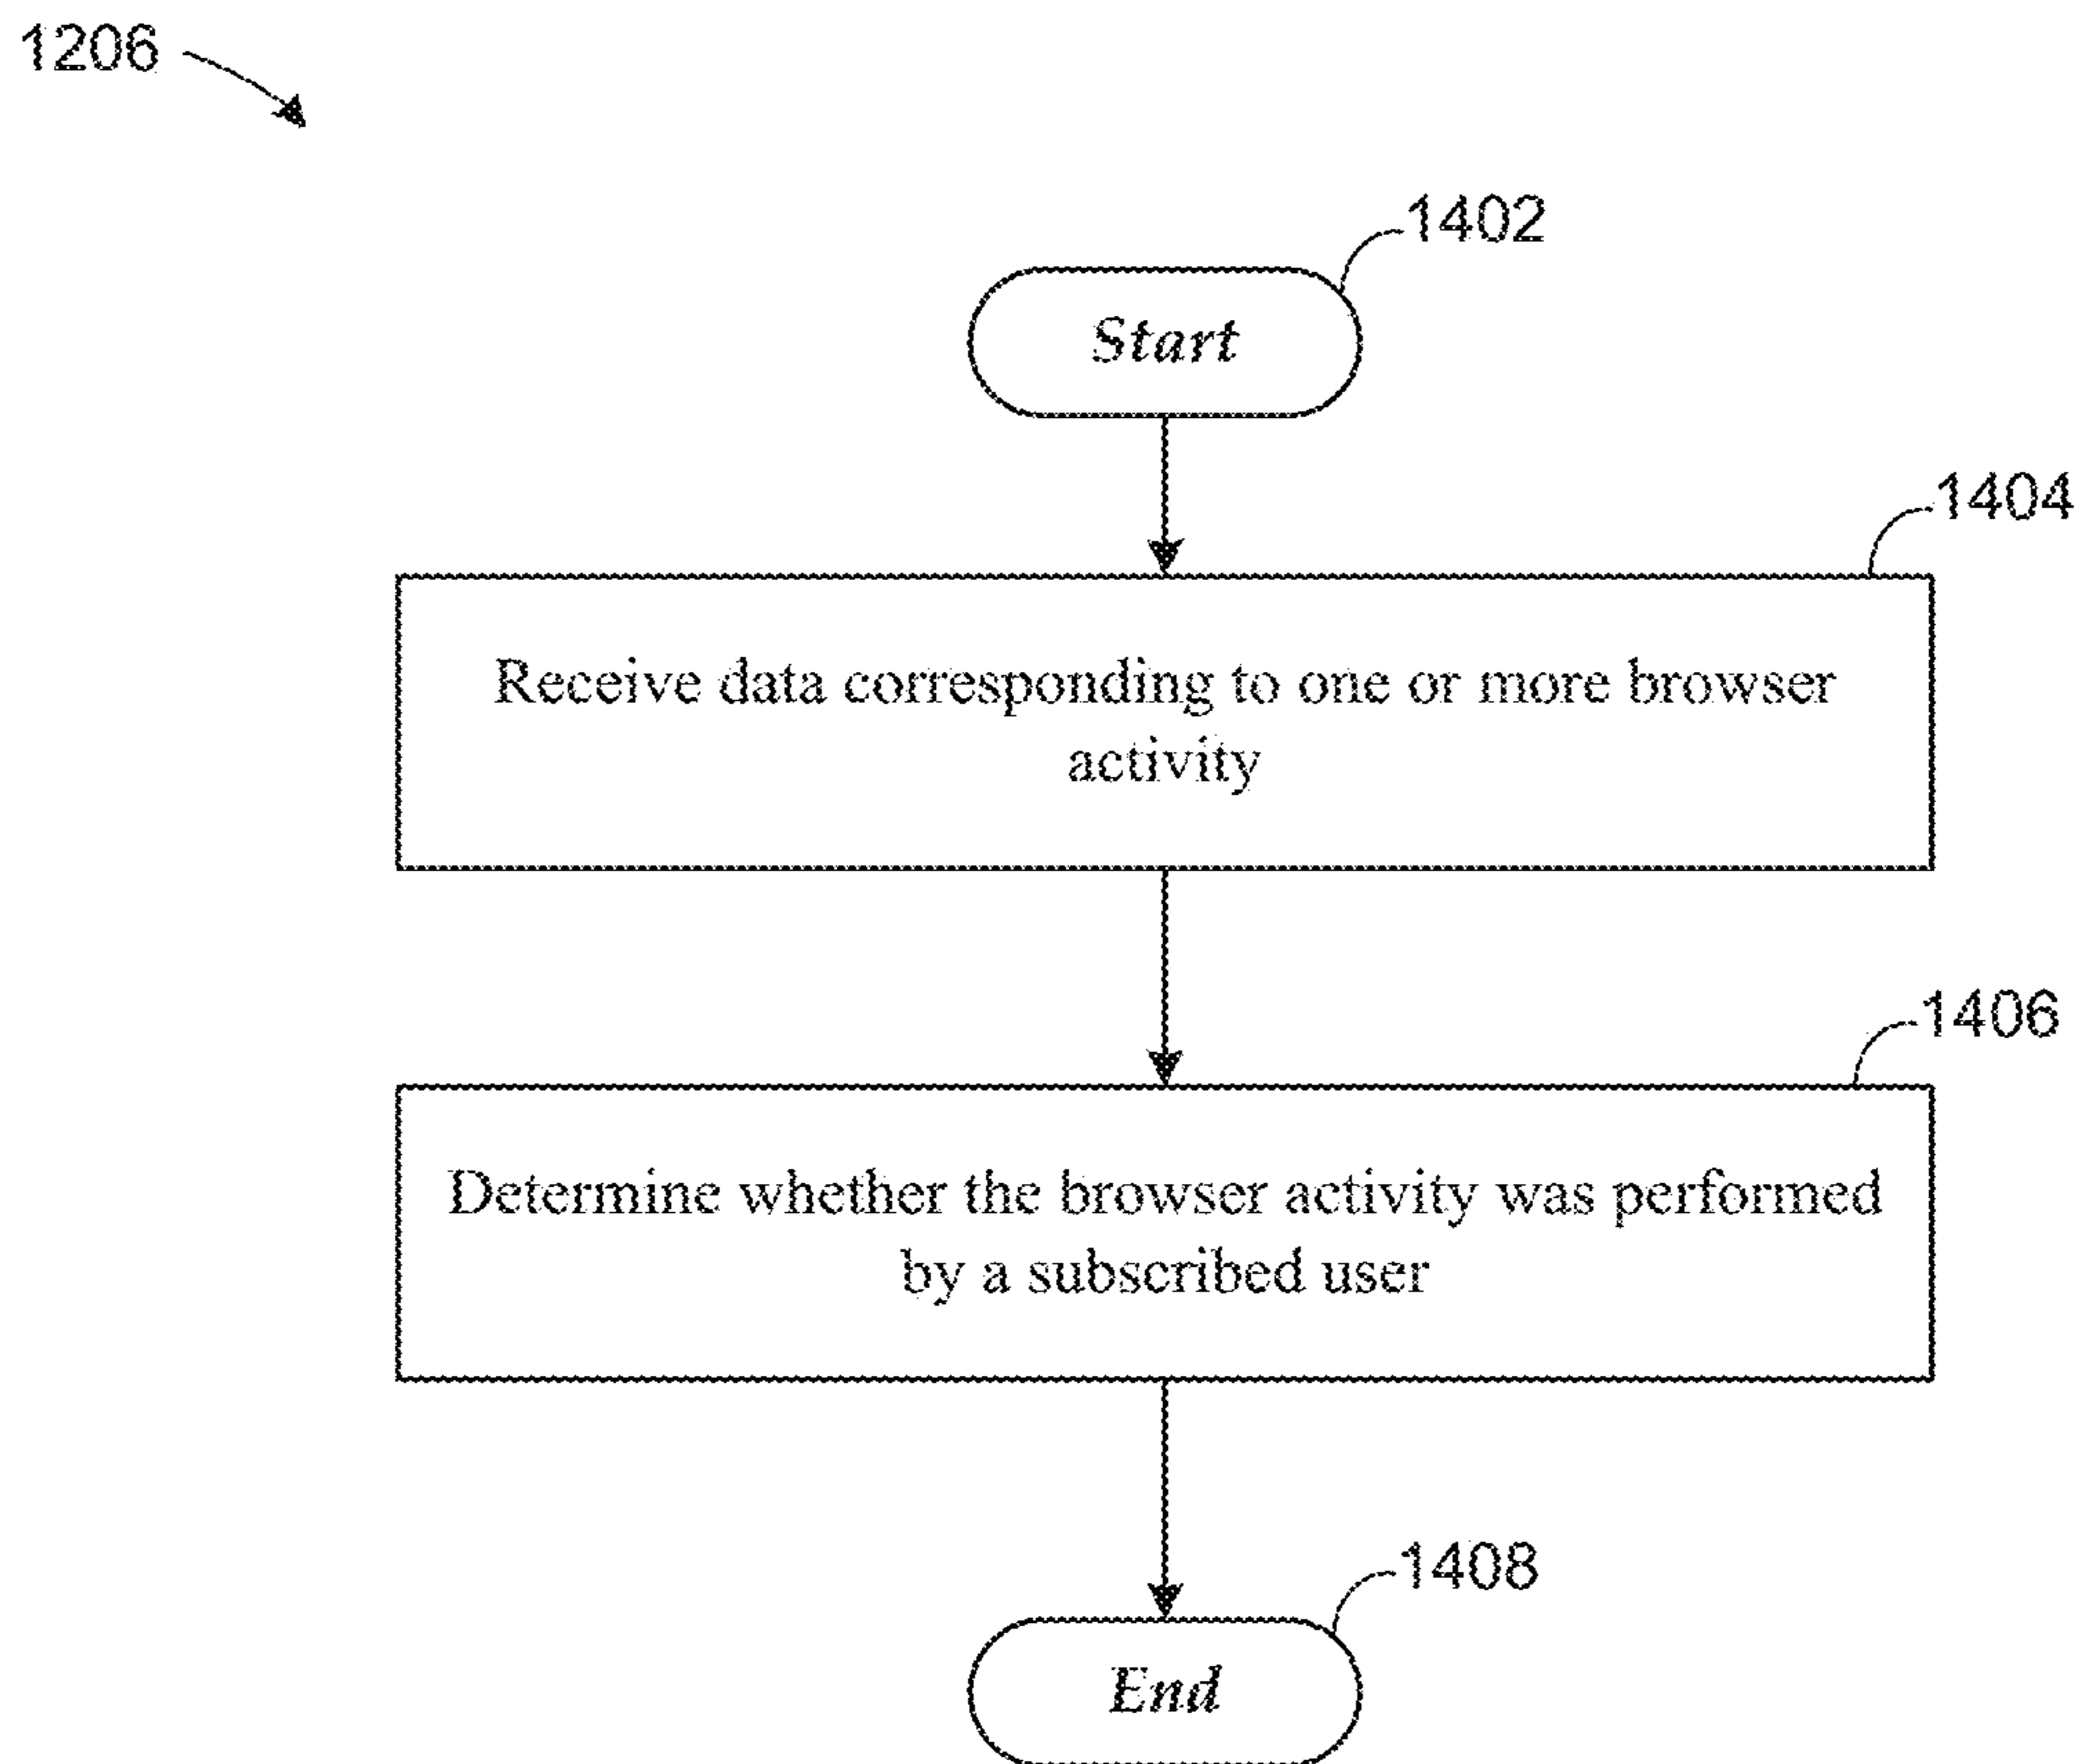 1206
1402
Start
1404
Receive data corresponding to one or more browser
activity
1406
Determine whether the browser activity was performed
by a subscribed user
1408
End